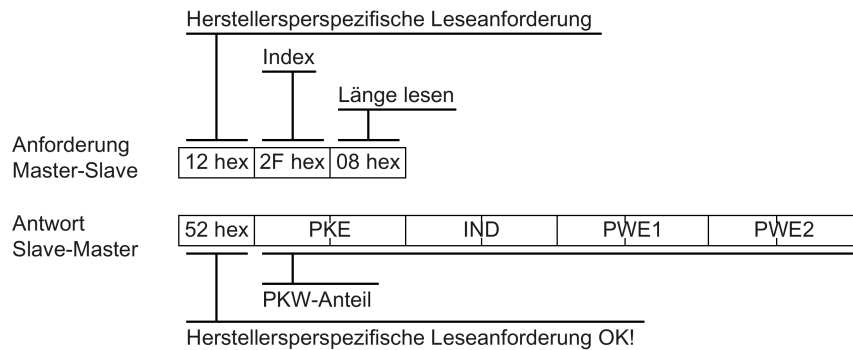 Herstellersperspezifische Leseanforderung
Index
Länge lesen
Anforderung
Master-Slave
12 hex 2F hex 08 hex
Antwort
Slave-Master
52 hex PKE IND PWE1 PWE2
PKW-Anteil
Herstellersperspezifische Leseanforderung OK!